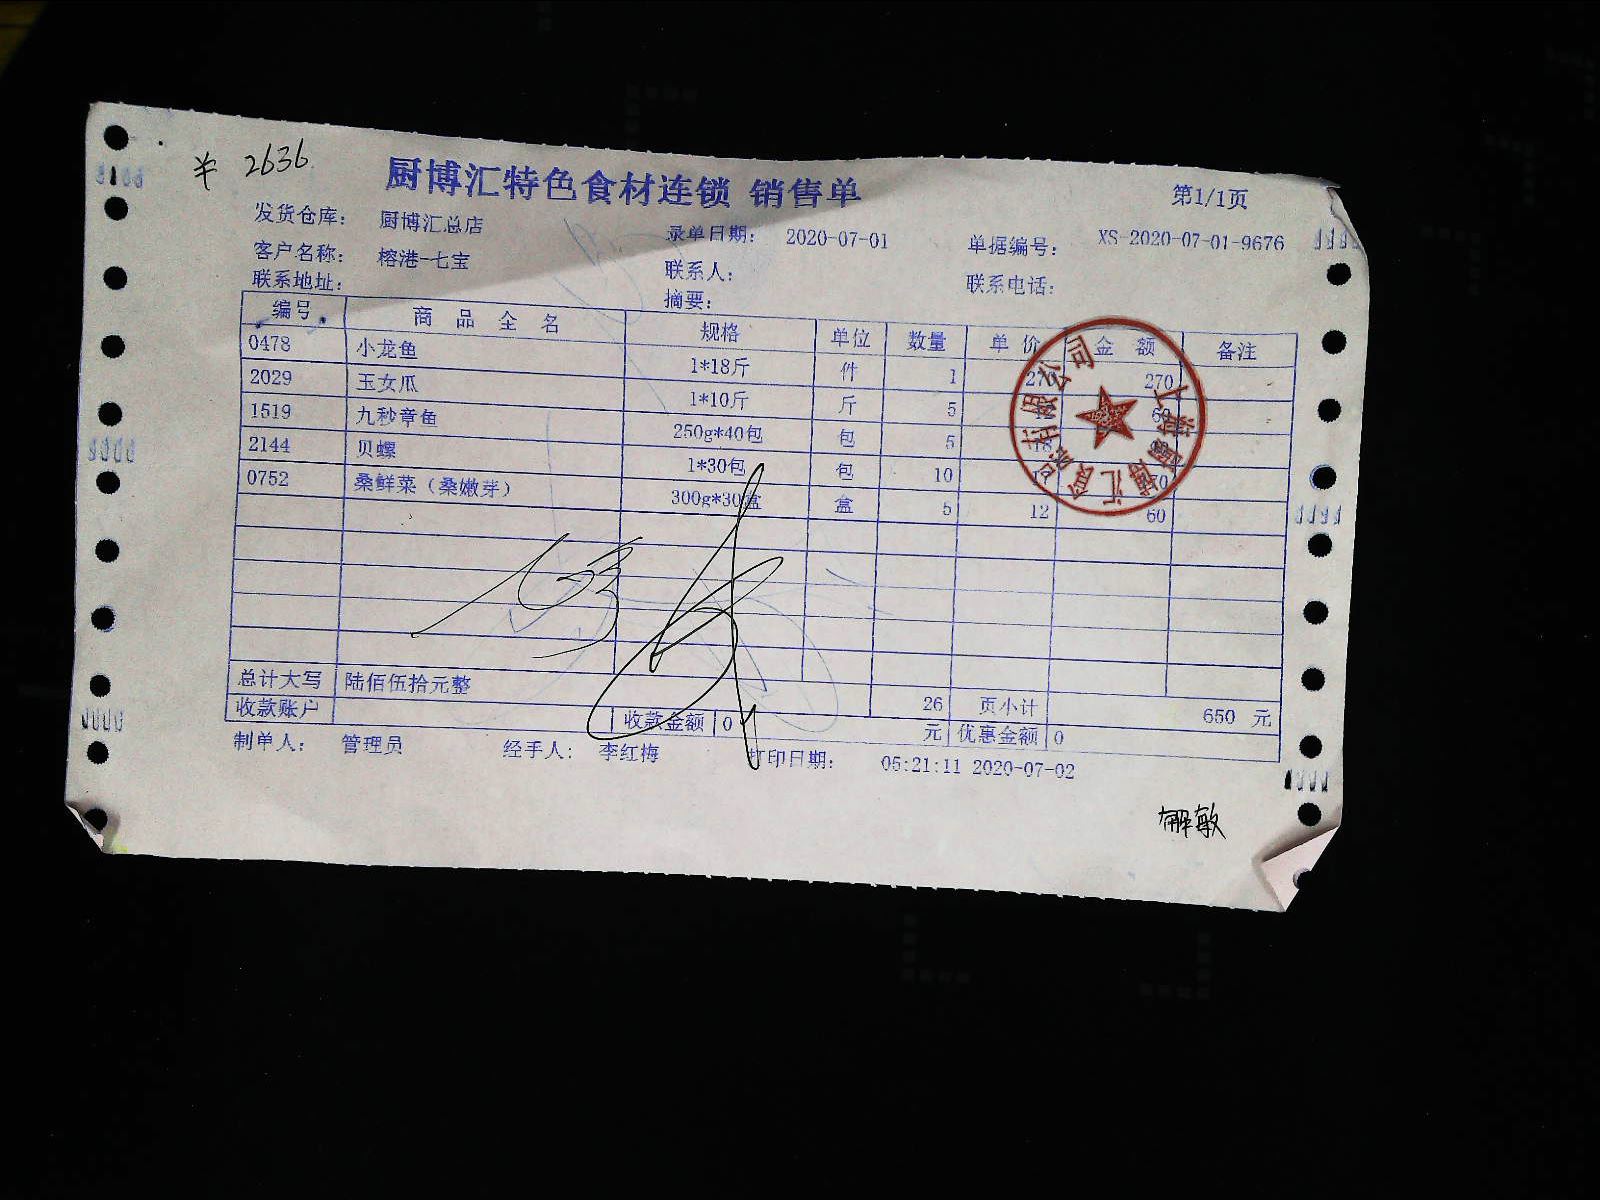 ¥ 2636
厨博汇特色食材连锁 销售单
第1/1页
发货仓库： 厨博汇总店 录单日期： 2020-07-01 单据编号： XS-2020-07-01-9676
客户名称： 榕港-七宝 联系人： 联系电话：
联系地址： 摘要：
编号 商 品 全 名 规格 单位 数量 单 价 金 额 备注
0478 小龙鱼 1*18斤 件 1 270 270
2029 玉女瓜 1*10斤 斤 5 60
1519 九秒章鱼 250g*40包 包 5
2144 贝螺 1*30包 包 10
0752 桑鲜菜（桑嫩芽） 300g*30盒 盒 5 12 60
总计大写 陆佰伍拾元整 26 页小计 650 元
收款账户 收款金额 0 元 优惠金额 0
制单人： 管理员 经手人： 李红梅 打印日期： 05:21:11 2020-07-02
解敏